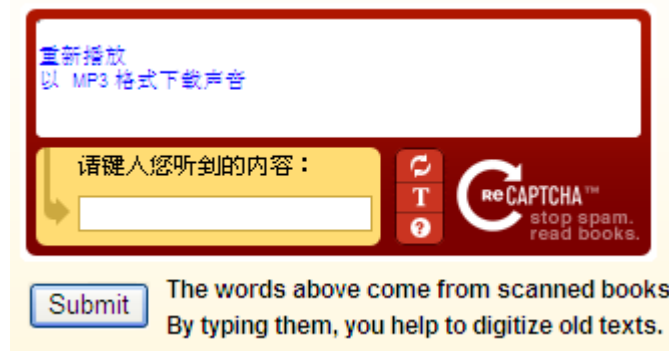 重新播放
以 MP3 格式下载声音
请键人您听到的内容：
T
?
ReCAPTCHA™
stop spam.
read books.
Submit
The words above come from scanned books
By typing them, you help to digitize old texts.